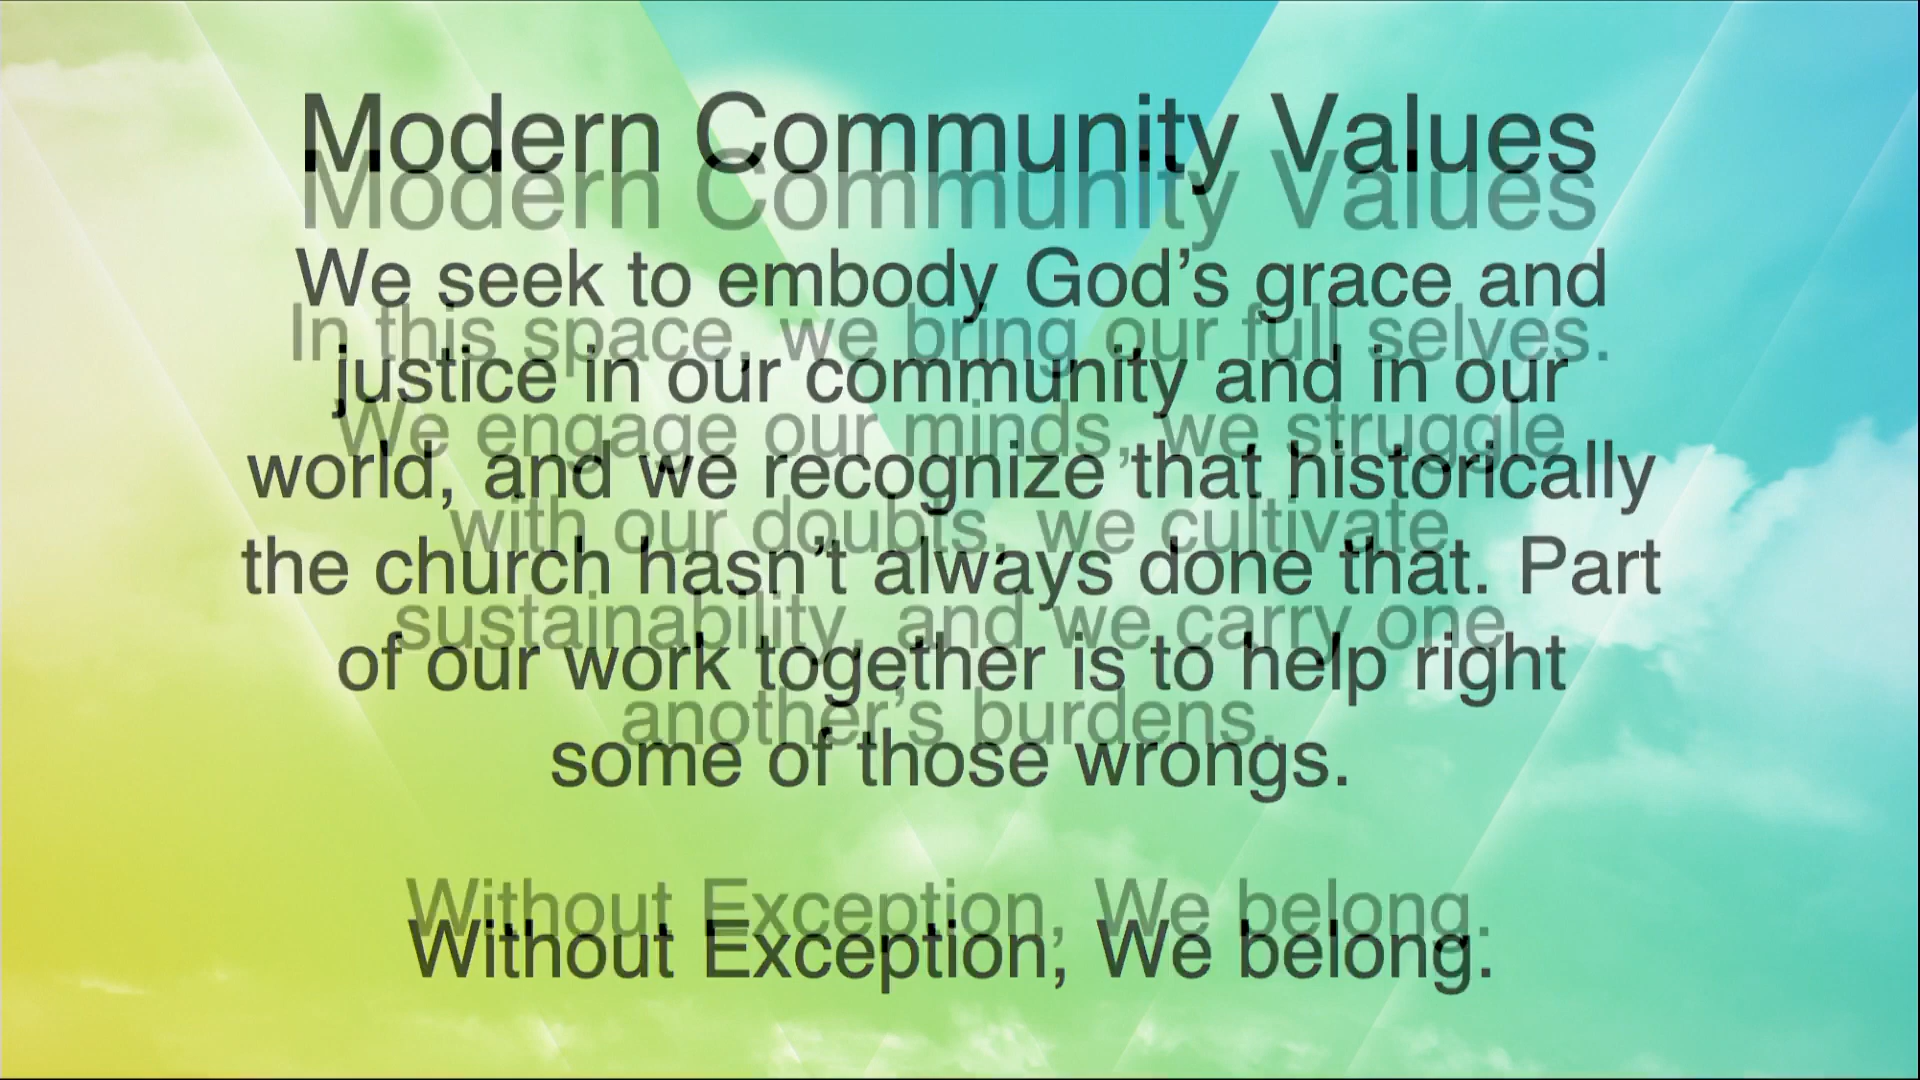 Modern Community Values
Modern Community Values
We seek to embody God’s grace and
In this space, we bring our full selves.
justice in our community and in our
We engage our minds, we struggle
world, and we recognize that historically
with our doubts, we cultivate
the church hasn’t always done that. Part
sustainability, and we carry one
of our work together is to help right
another’s burdens.
some of those wrongs.
Without Exception, We belong.
Without Exception, We belong.